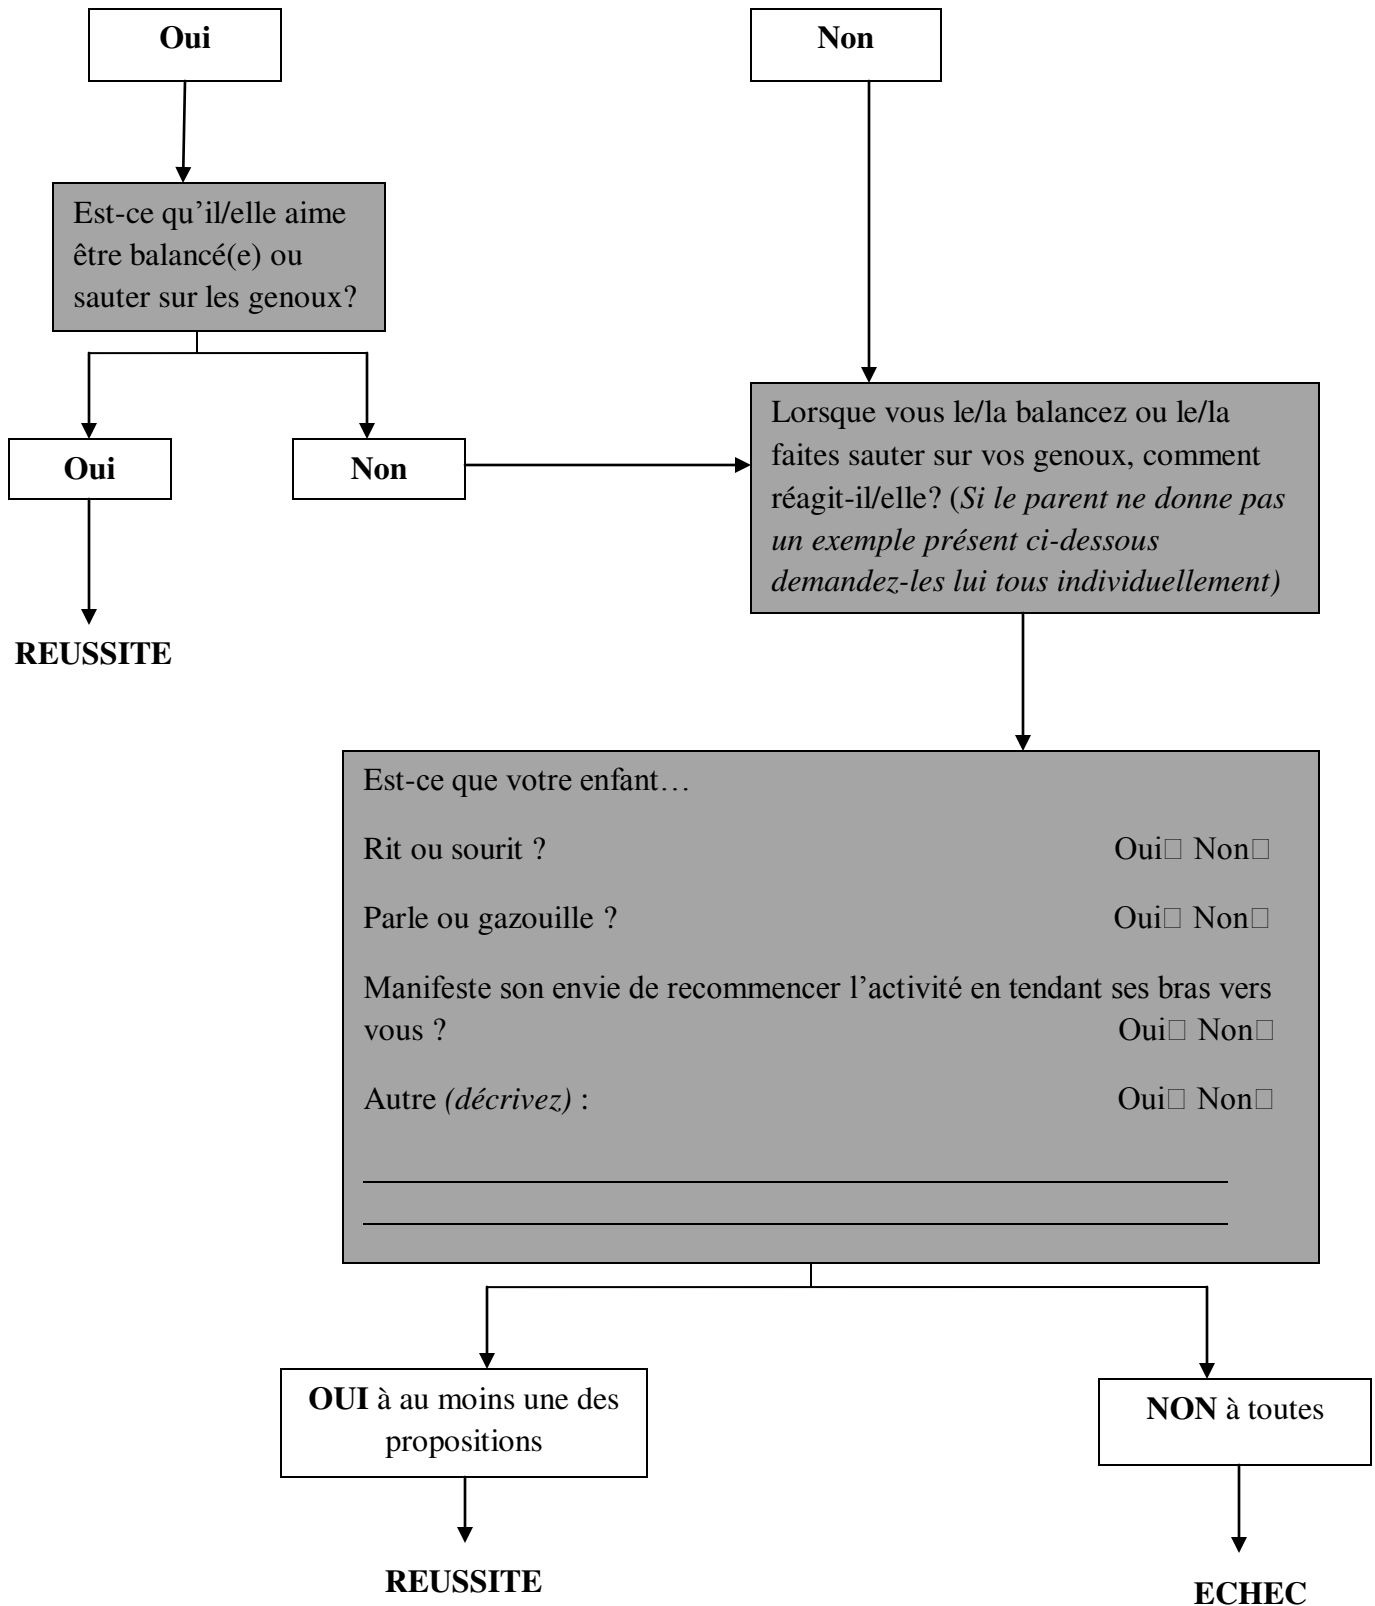 Oui
Non
Est-ce qu’il/elle aime
être balancé(e) ou
sauter sur les genoux?
Oui
Non
Lorsque vous le/la balancez ou le/la
faites sauter sur vos genoux, comment
réagit-il/elle? (Si le parent ne donne pas
un exemple présent ci-dessous
demandez-les lui tous individuellement)
REUSSITE
Est-ce que votre enfant…
Rit ou sourit ? Oui□ Non□
Parle ou gazouille ? Oui□ Non□
Manifeste son envie de recommencer l’activité en tendant ses bras vers
vous ? Oui□ Non□
Autre (décrivez) : Oui□ Non□
OUI à au moins une des
propositions
NON à toutes
REUSSITE
ECHEC